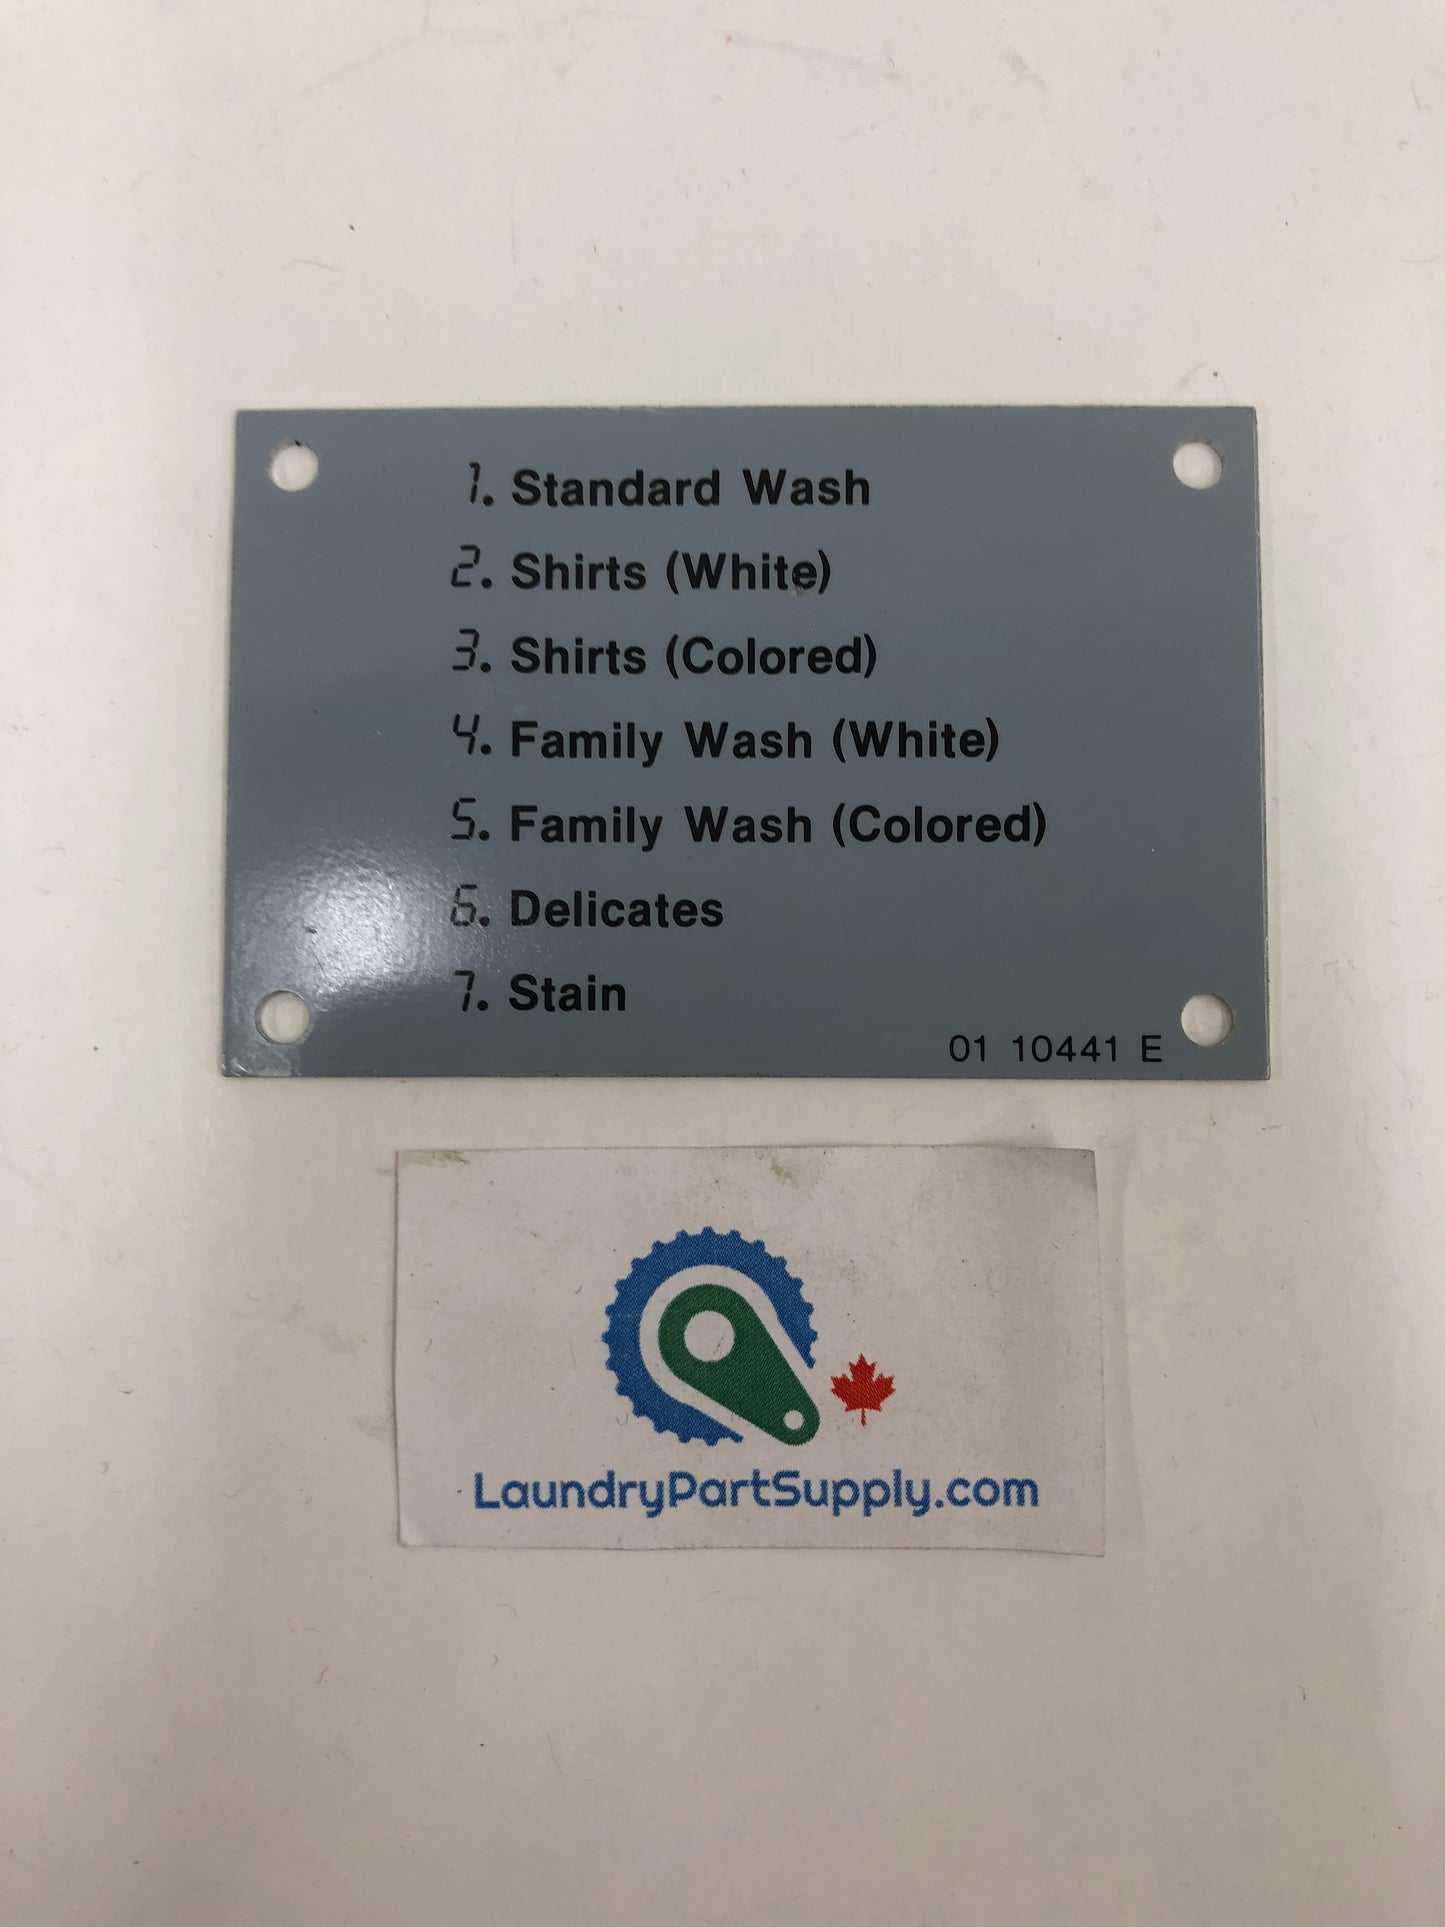 1. Standard Wash
2. Shirts (White)
3. Shirts (Colored)
4. Family Wash (White)
5. Family Wash (Colored)
6. Delicates
7. Stain
01 10441 E
LaundryPartSupply.com